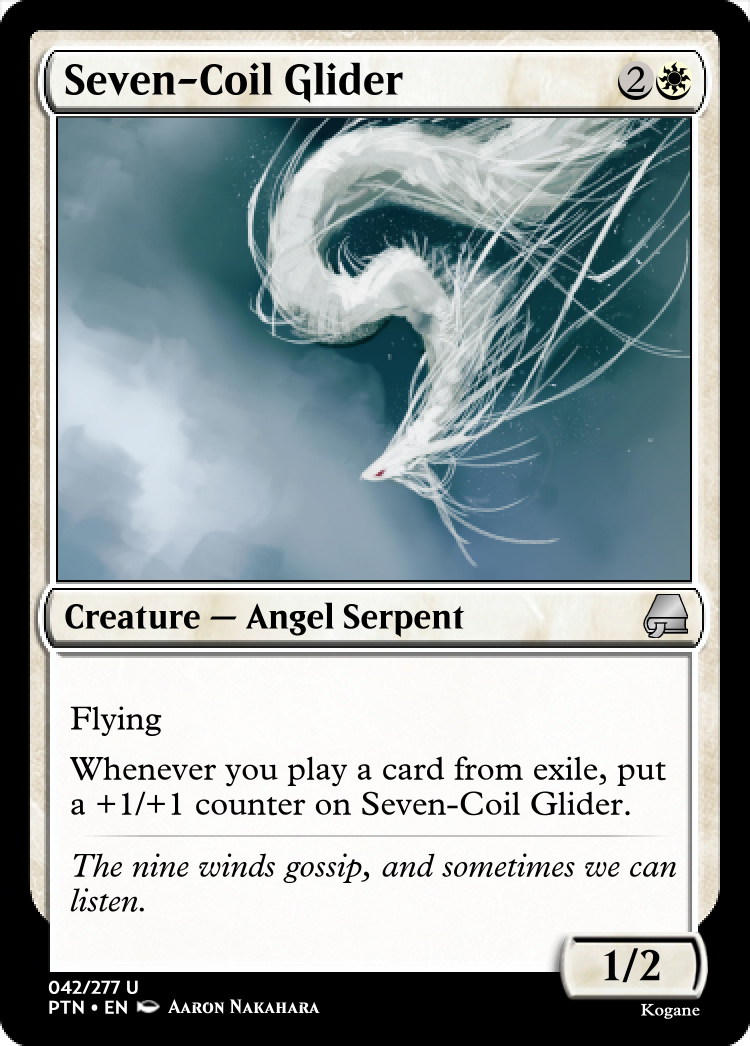 Seven-Coil Glider 2
Creature — Angel Serpent
Flying
Whenever you play a card from exile, put
a +1/+1 counter on Seven-Coil Glider.
The nine winds gossip, and sometimes we can
listen.
1/2
042/277 U
PTN • EN Aaron Nakahara
Kogane